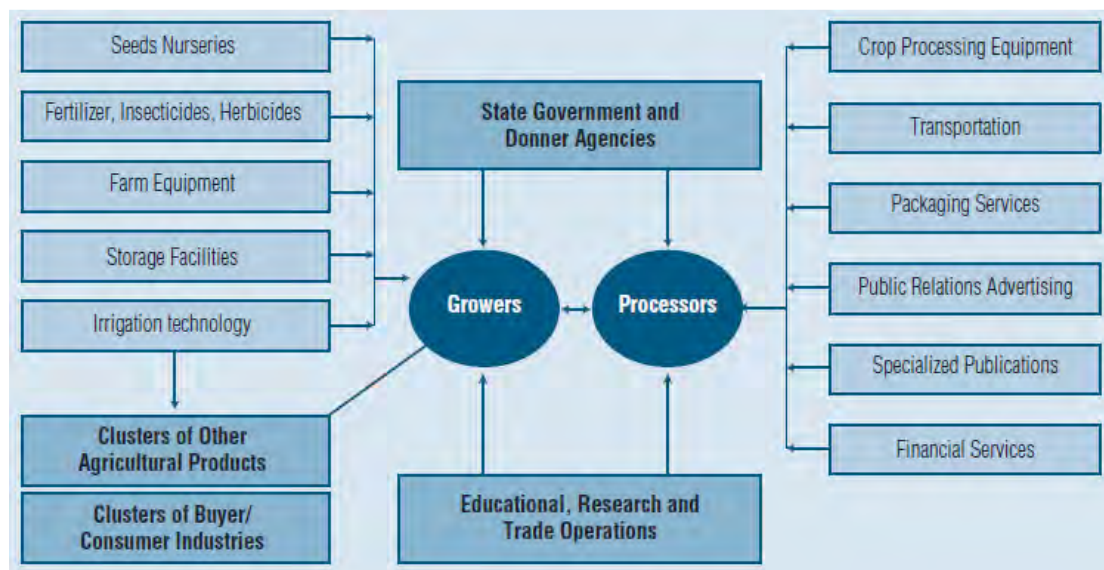 Seeds Nurseries
Fertilizer, Insecticides, Herbicides
Farm Equipment
Storage Facilities
Irrigation technology
Clusters of Other
Agricultural Products
Clusters of Buyer/
Consumer Industries
State Government and
Donner Agencies
Growers
Processors
Educational, Research and
Trade Operations
Crop Processing Equipment
Transportation
Packaging Services
Public Relations Advertising
Specialized Publications
Financial Services